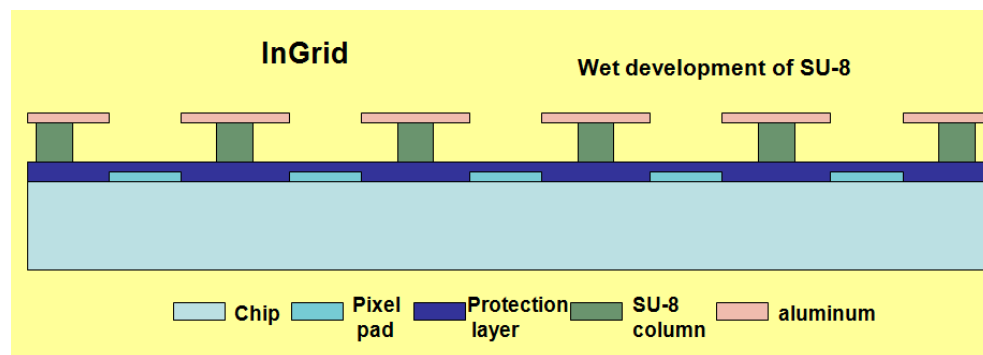 InGrid
Wet development of SU-8
Chip
Pixel
pad
Protection
layer
SU-8
column
aluminum